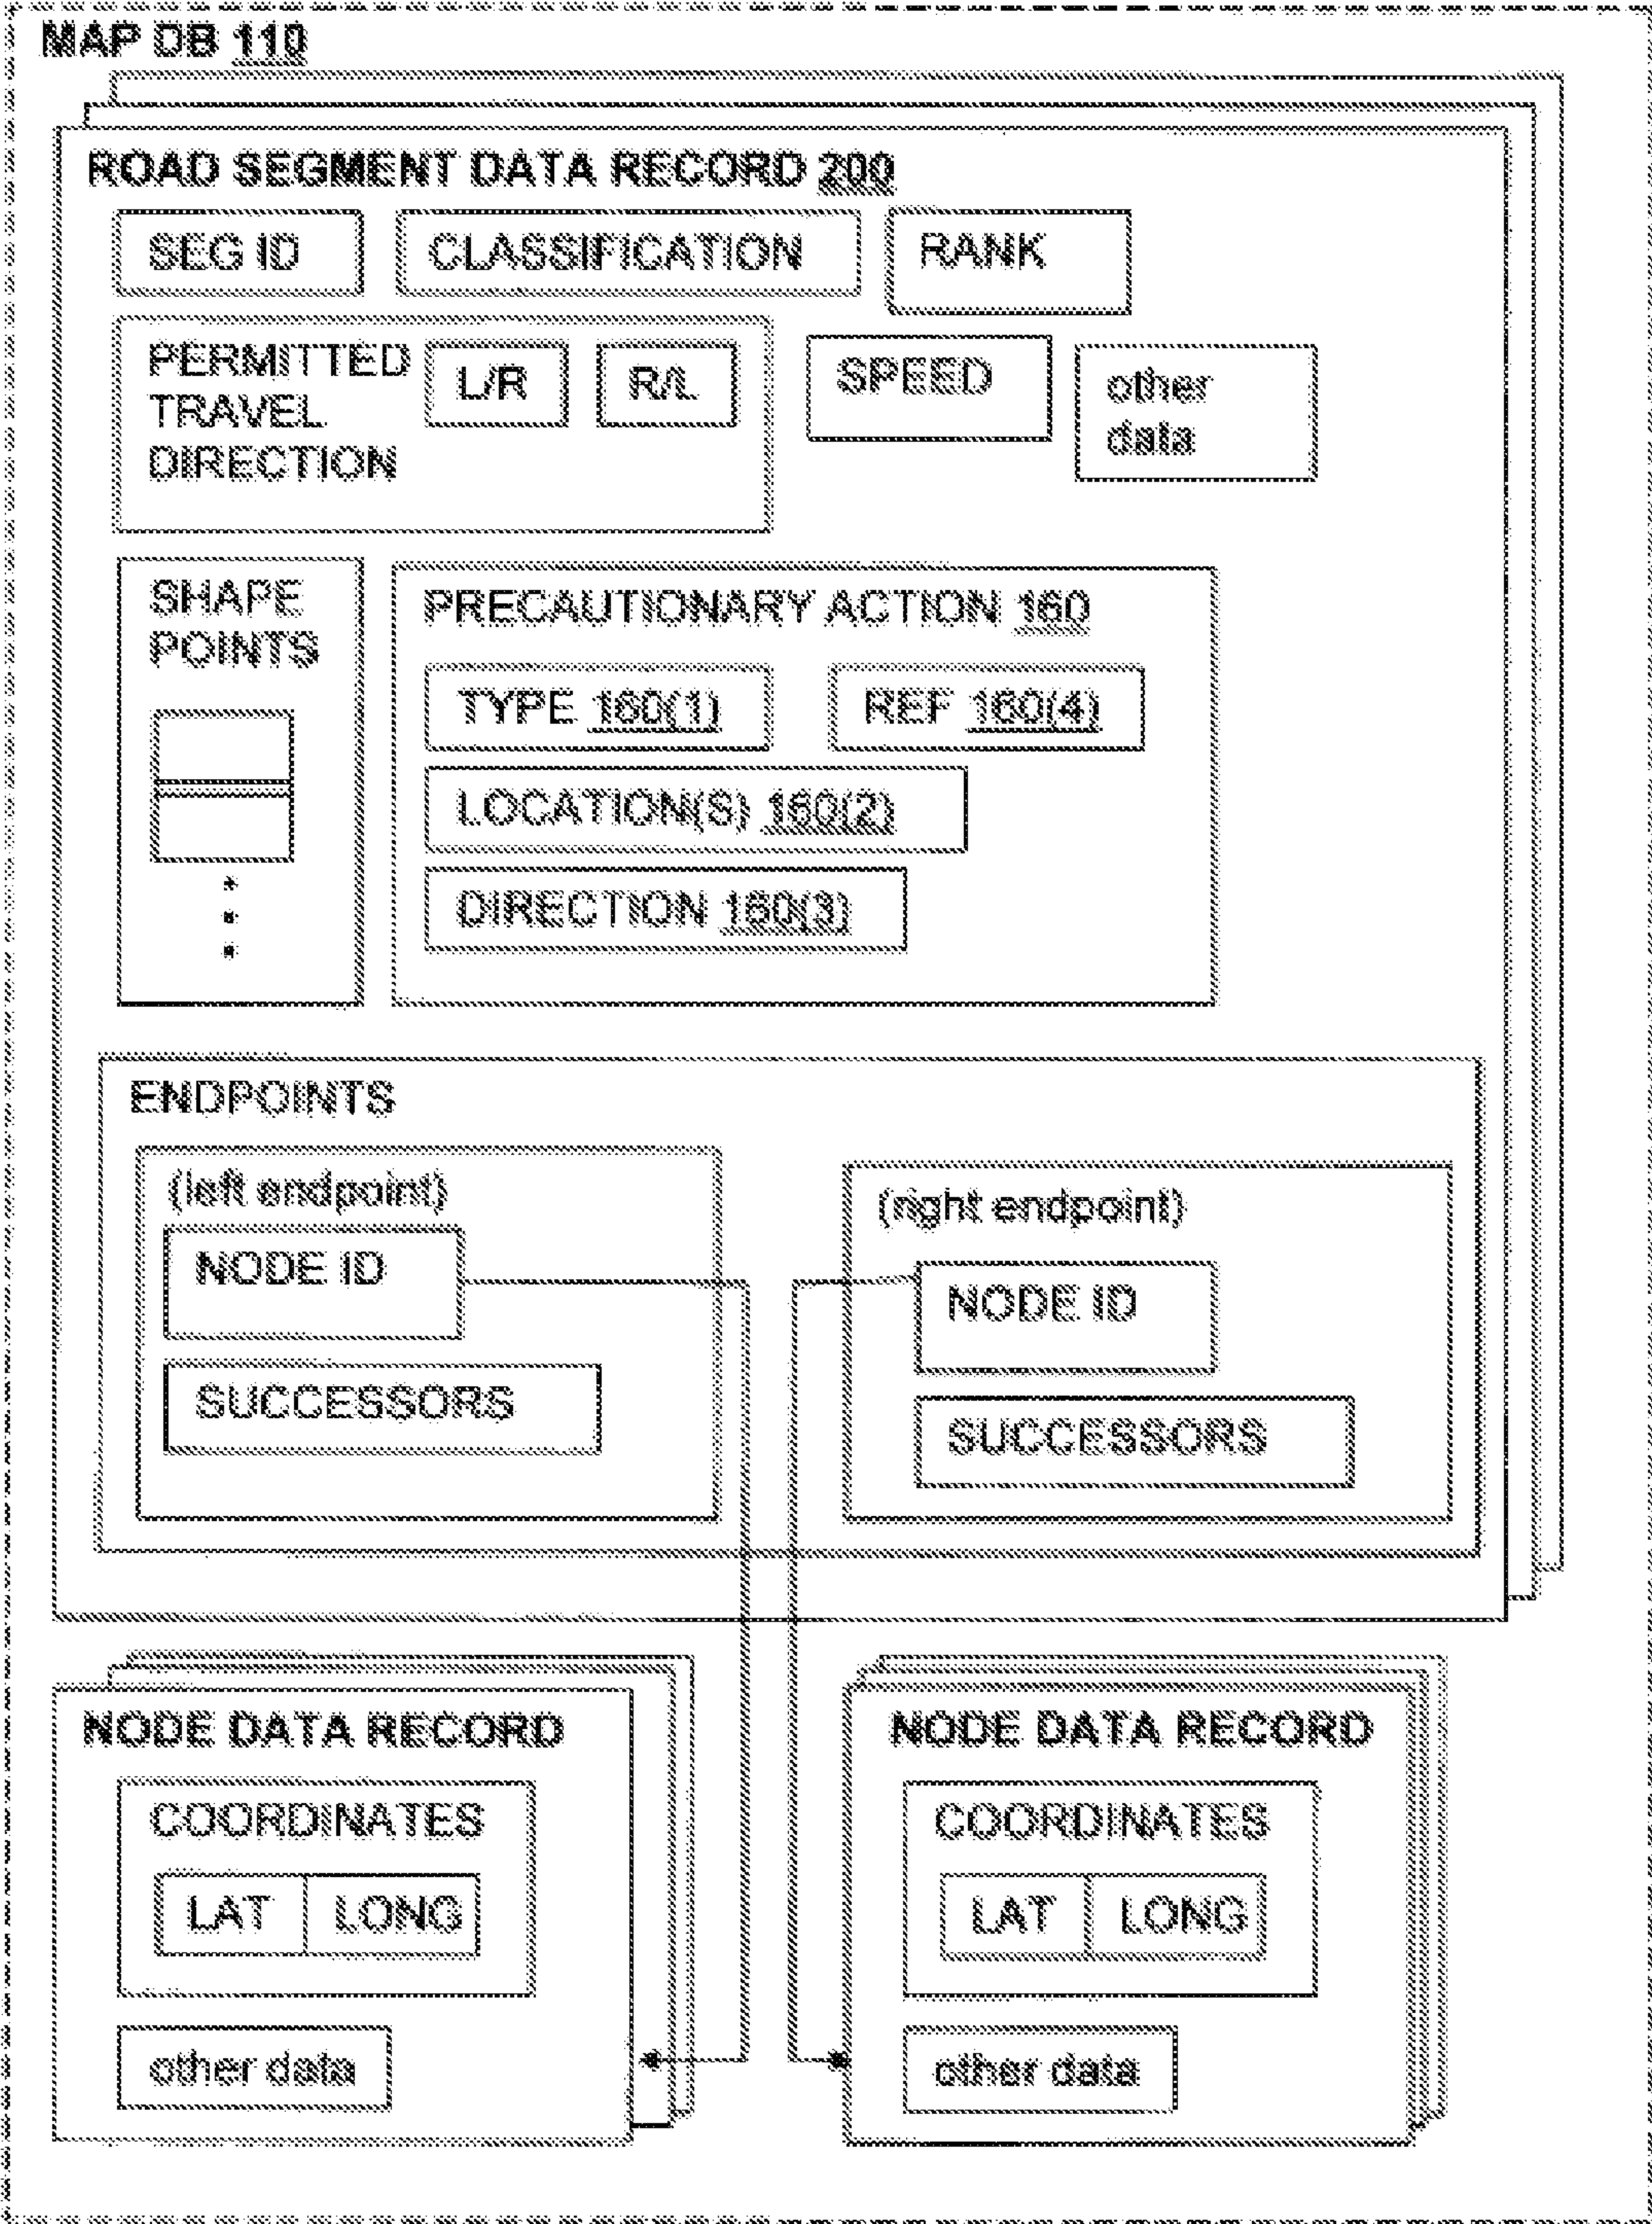 MAP DB 110
ROAD SEGMENT DATA RECORD 200
SEG ID
CLASSIFICATION
RANK
PERMITTED
TRAVEL
DIRECTION
L/R
R/L
SPEED
other
data
SHAPE
POINTS
PRECAUTIONARY ACTION 160
TYPE 160(1)
REF 160(4)
LOCATION(S) 160(2)
DIRECTION 160(3)
ENDPOINTS
(left endpoint)
NODE ID
SUCCESSORS
(right endpoint)
NODE ID
SUCCESSORS
NODE DATA RECORD
COORDINATES
LAT
LONG
other data
NODE DATA RECORD
COORDINATES
LAT
LONG
other data